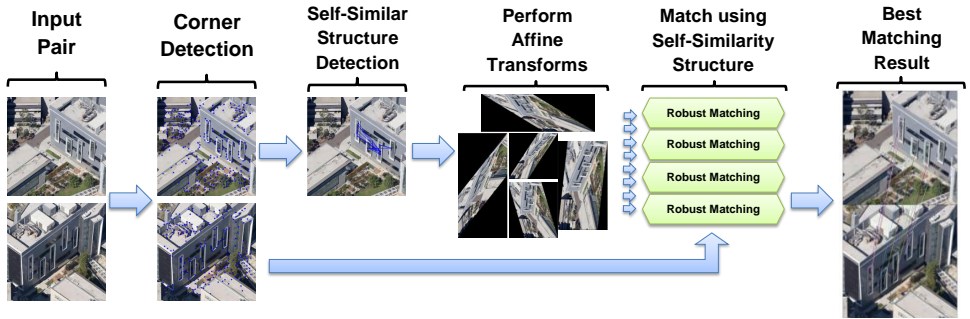 Input
Pair
Corner
Detection
Self-Similar
Structure
Detection
Perform
Affine
Transforms
Match using
Self-Similarity
Structure
Best
Matching
Result
Robust Matching
Robust Matching
Robust Matching
Robust Matching